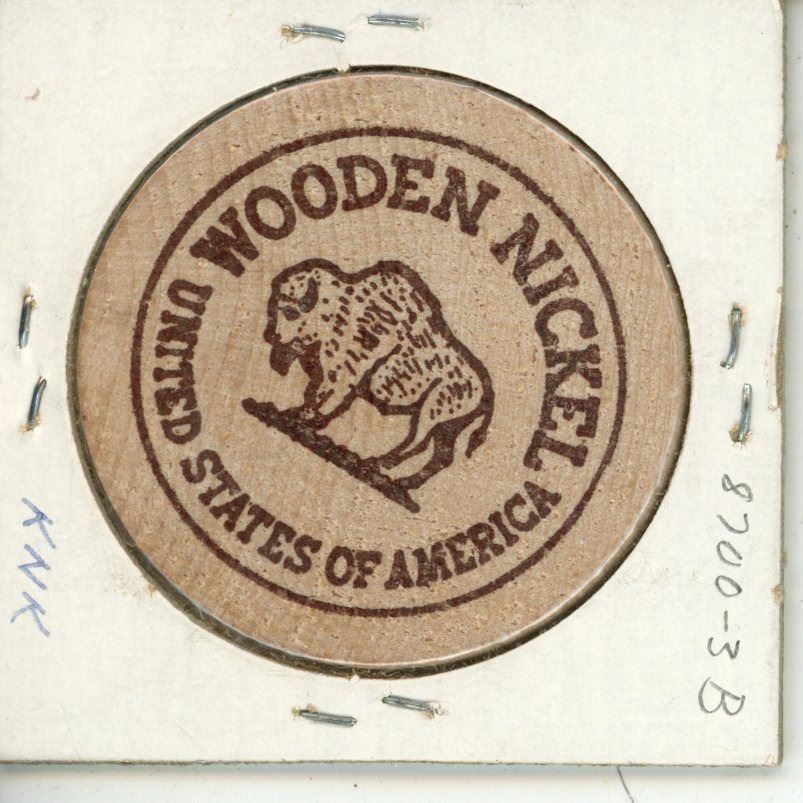 WOODEN NICKEL
UNITED STATES OF AMERICA
KNK
8700-3B